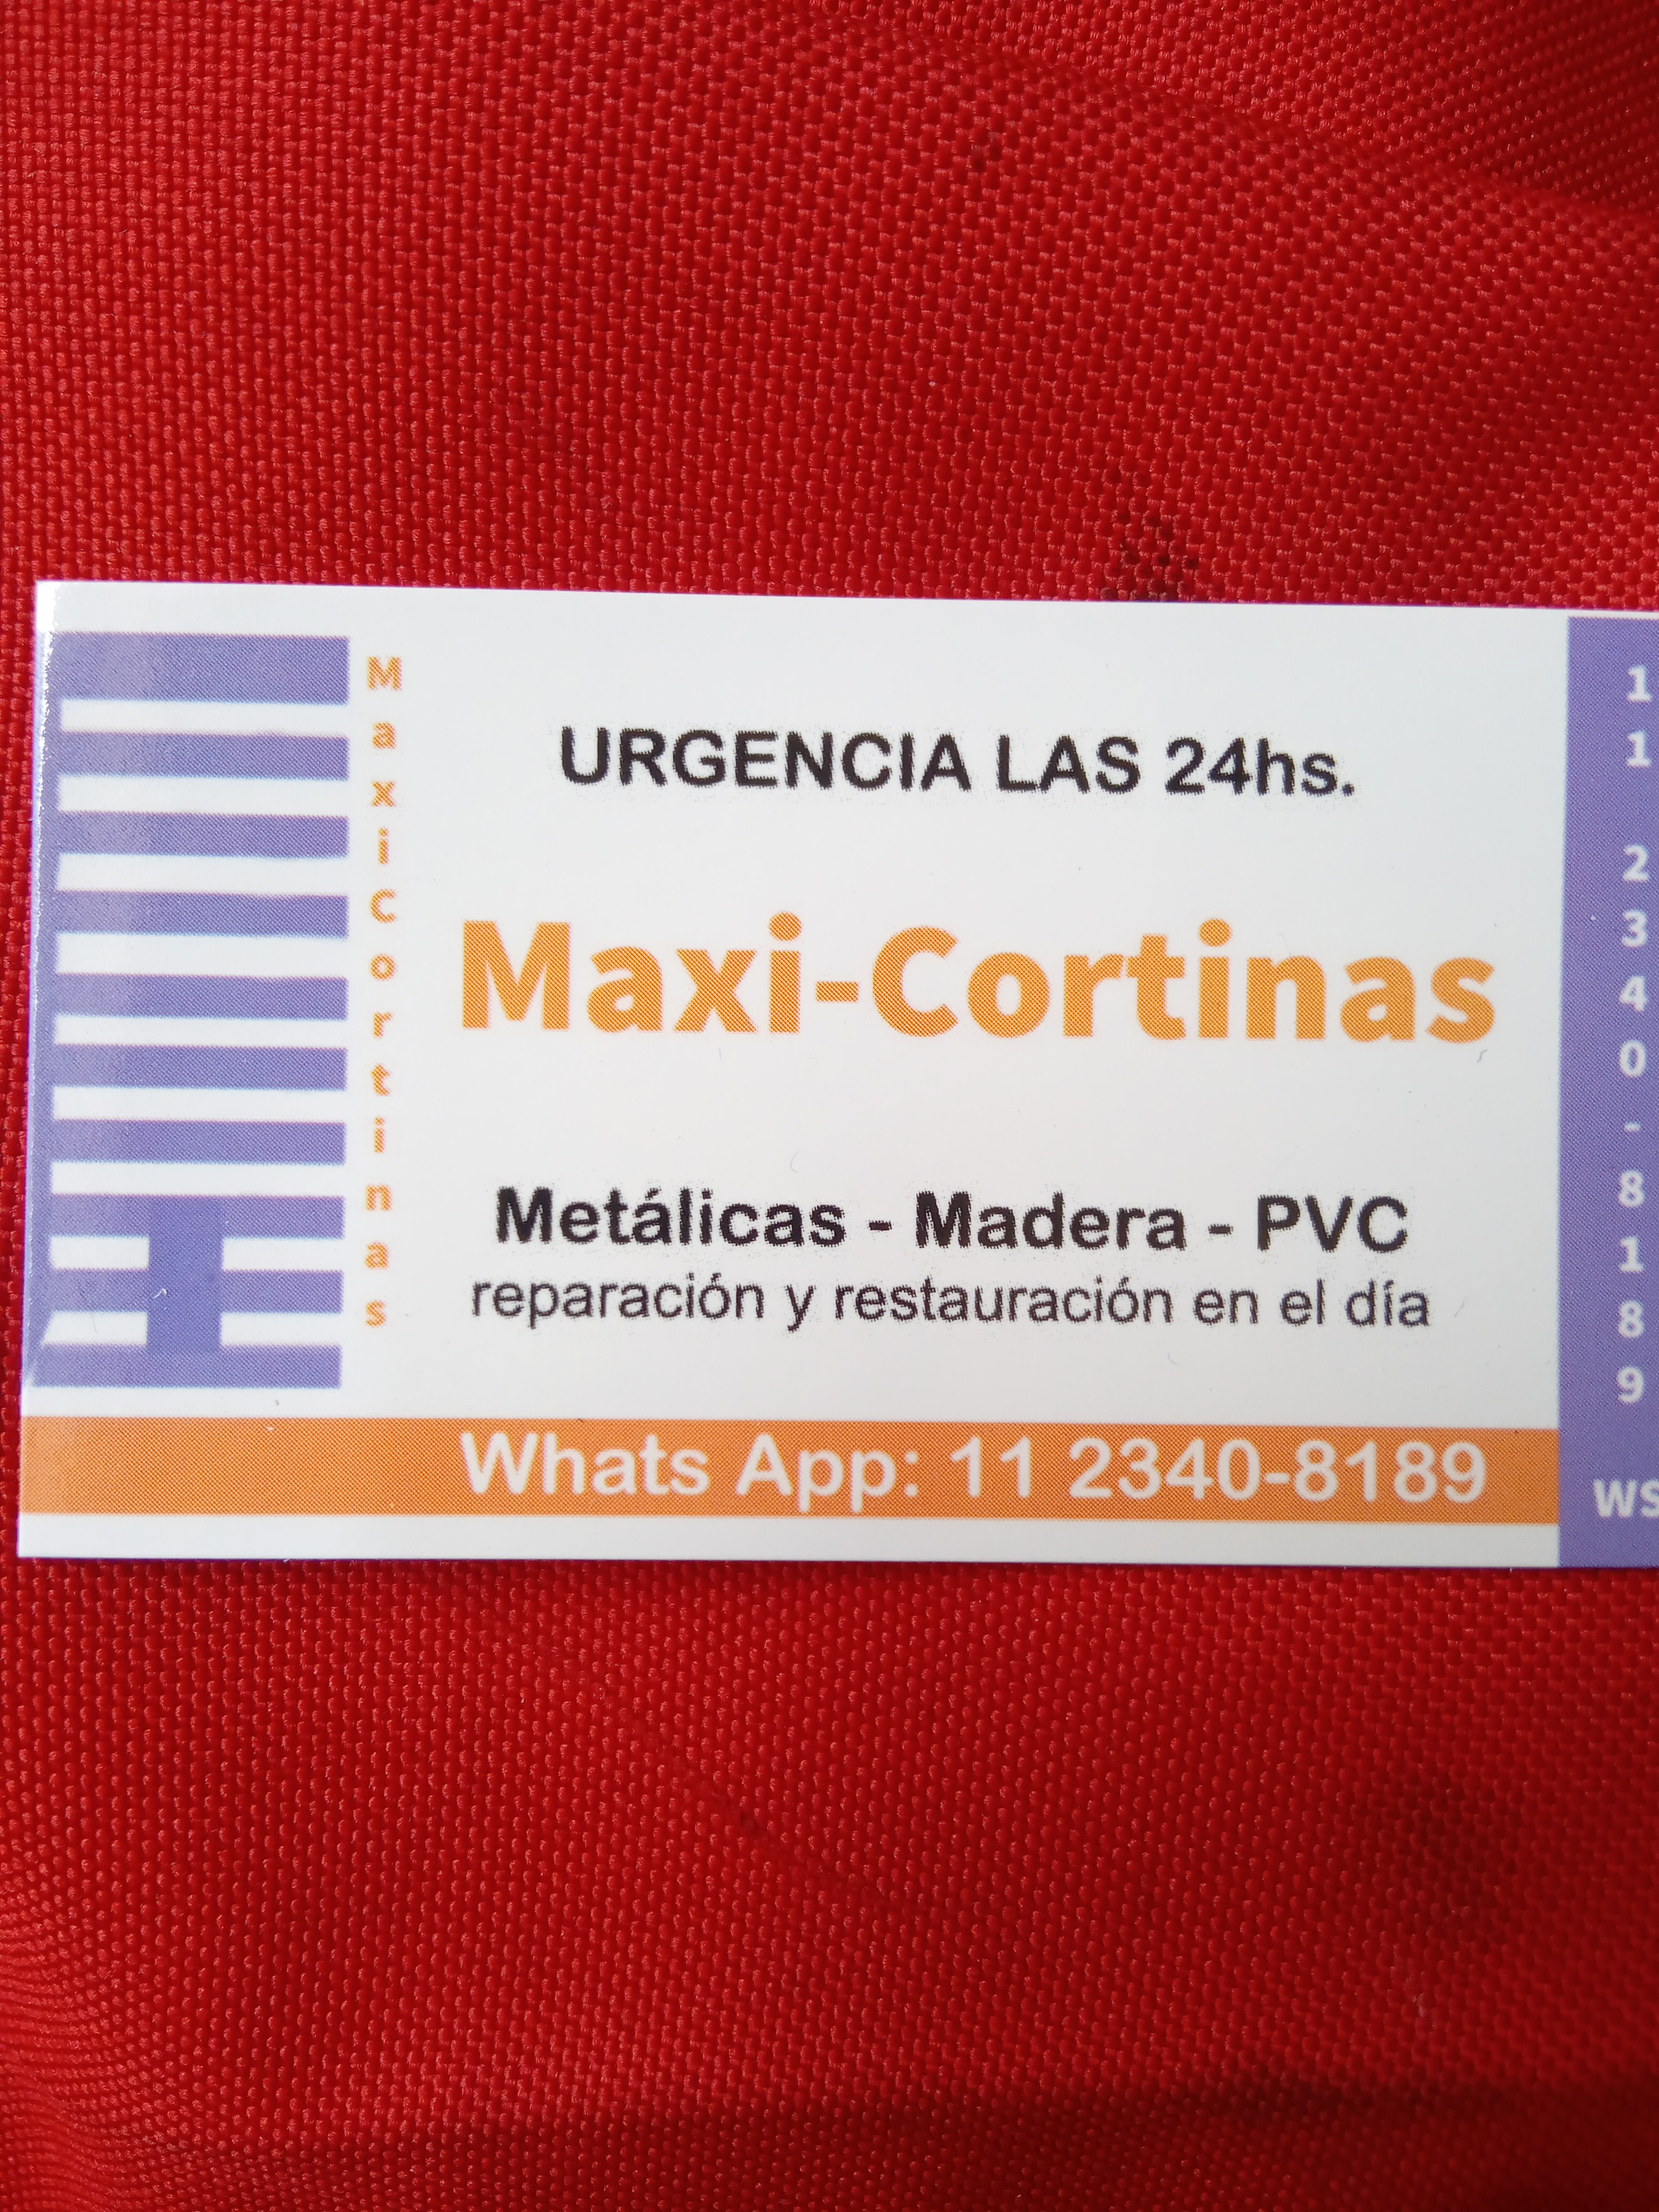 MaxiCortinas
URGENCIA LAS 24hs.
Maxi-Cortinas
Metálicas - Madera - PVC
reparación y restauración en el día
Whats App: 11 2340-8189
11 2340-8189
WS